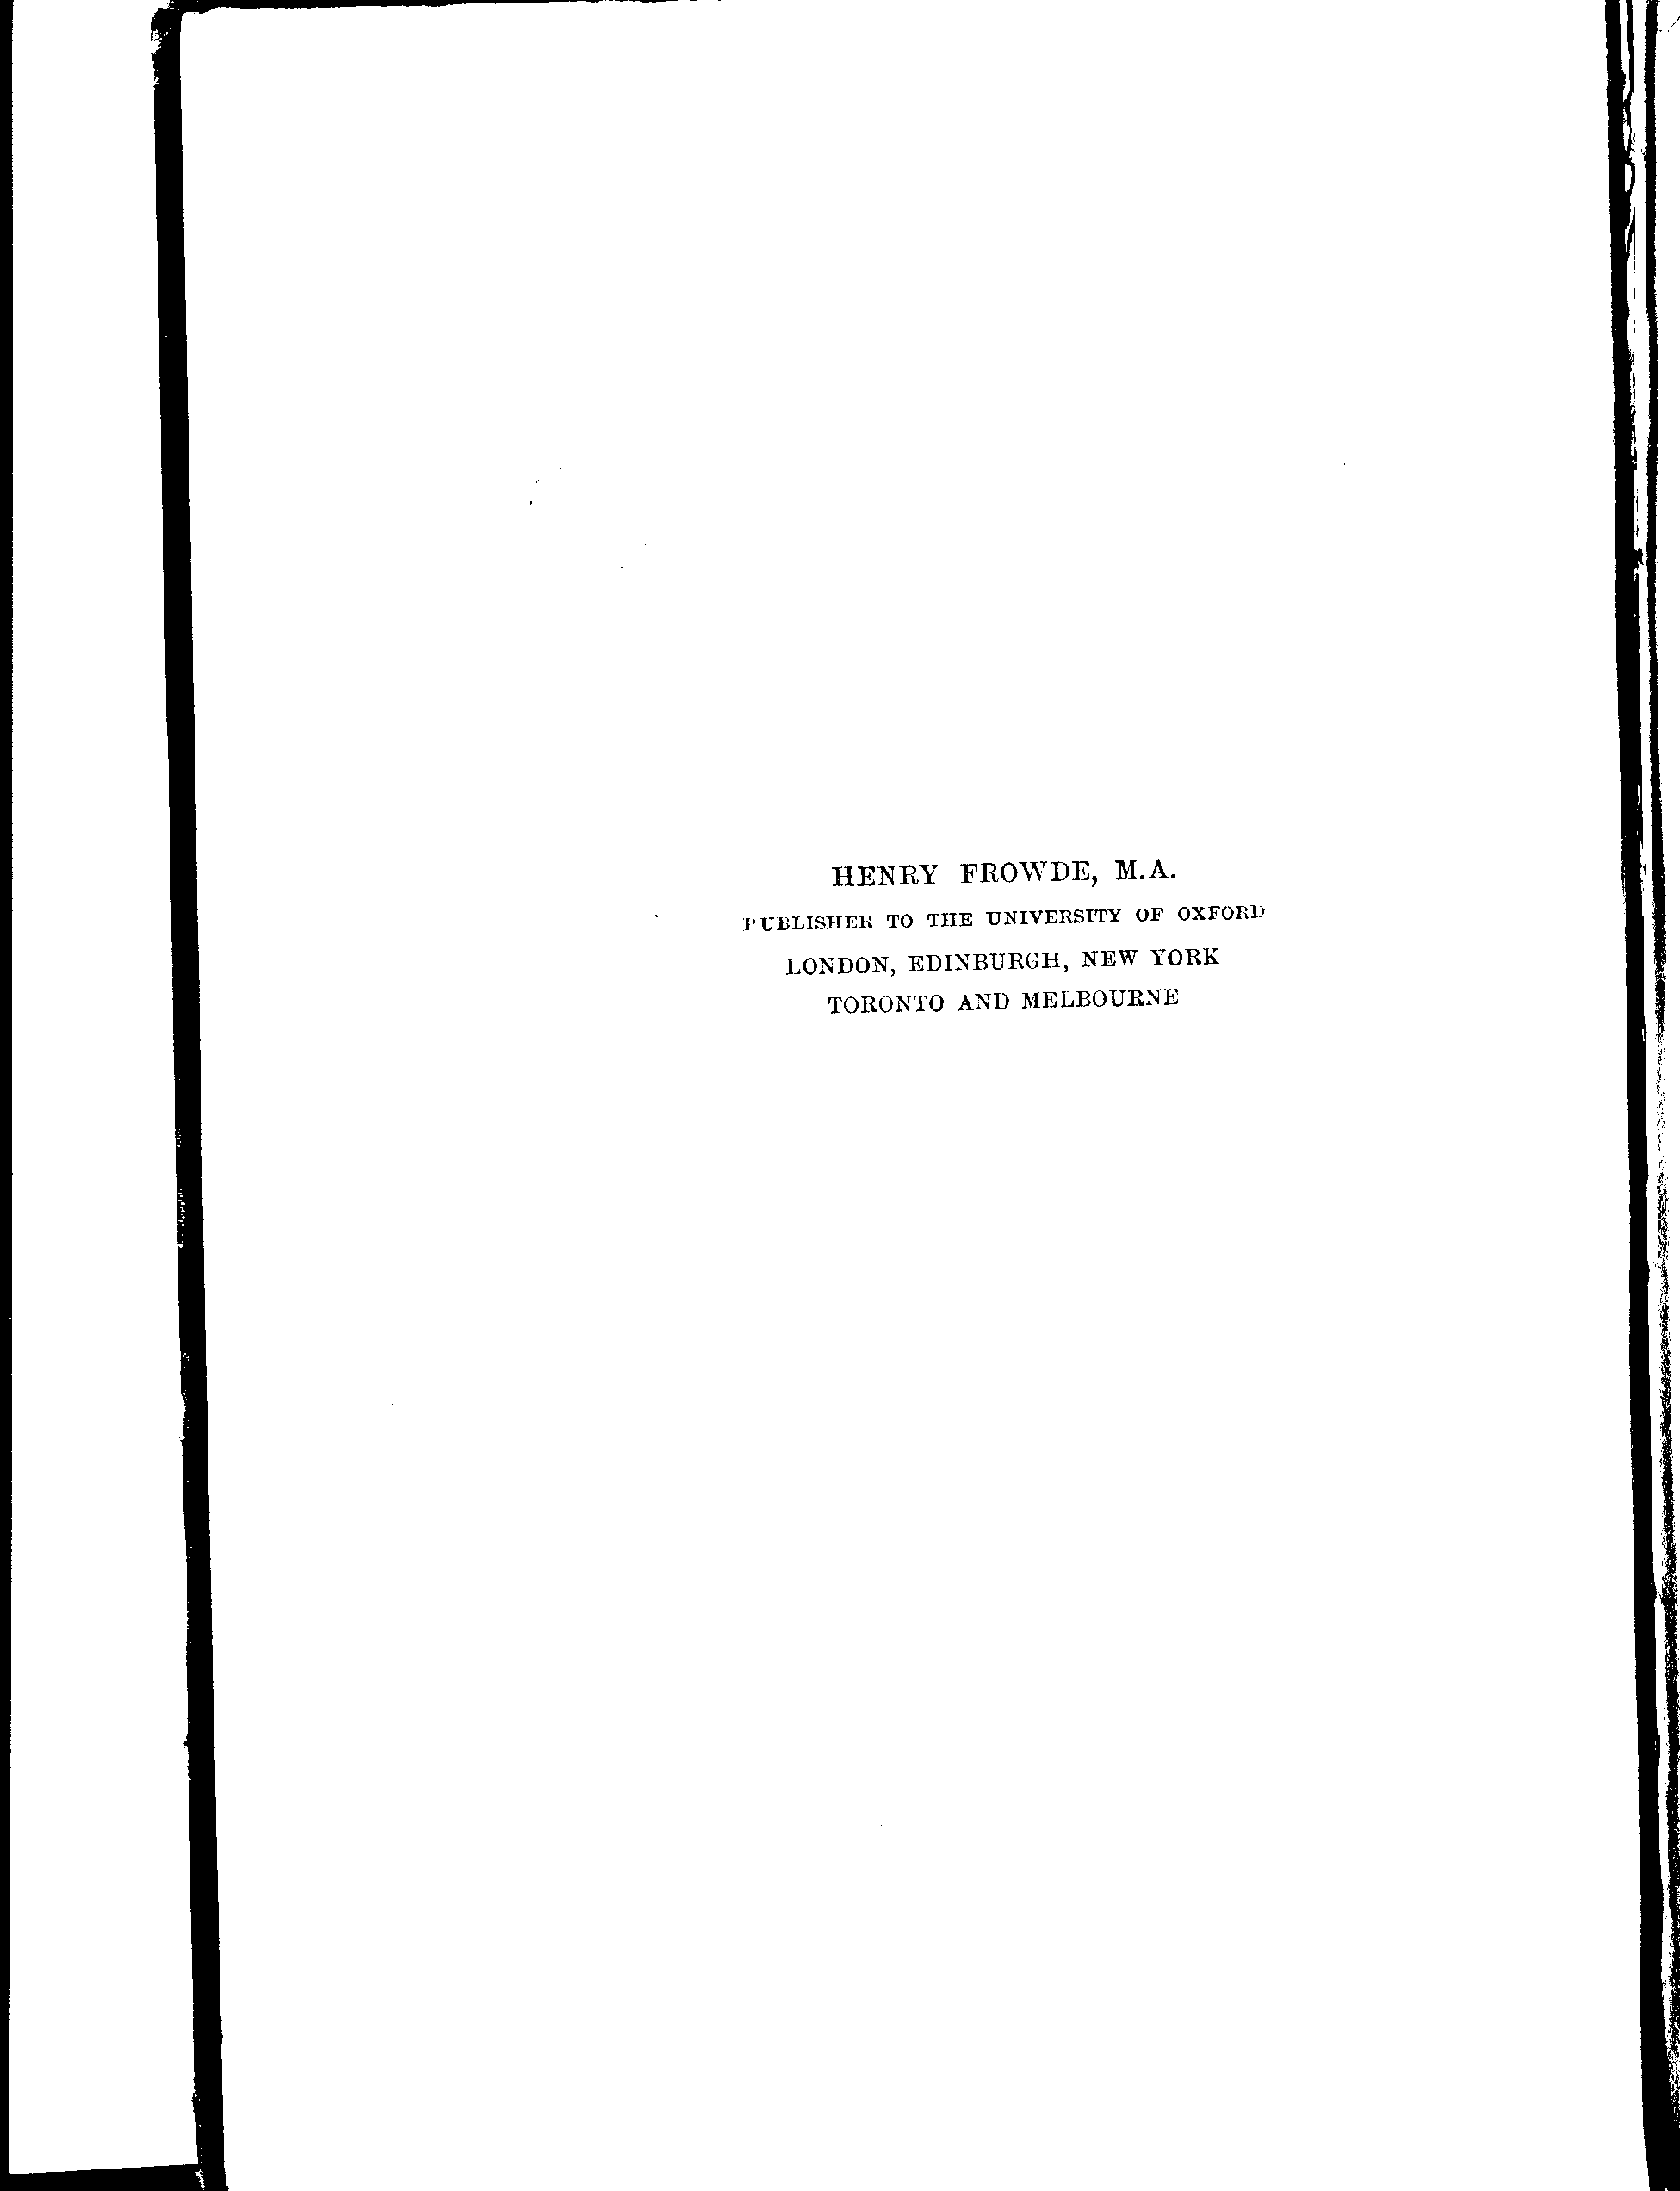 HENRY FROWDE, M.A.
PUBLISHER TO THE UNIVERSITY OF OXFORD
LONDON, EDINBURGH, NEW YORK
TORONTO AND MELBOURNE